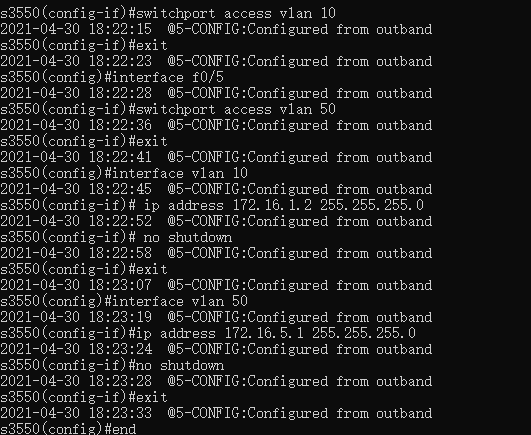 s3550(config-if)#switchport access vlan 10
2021-04-30 18:22:15  @5-CONFIG:Configured from outband
s3550(config-if)#exit
2021-04-30 18:22:23  @5-CONFIG:Configured from outband
s3550(config)#interface f0/5
2021-04-30 18:22:28  @5-CONFIG:Configured from outband
s3550(config-if)#switchport access vlan 50
2021-04-30 18:22:36  @5-CONFIG:Configured from outband
s3550(config-if)#exit
2021-04-30 18:22:41  @5-CONFIG:Configured from outband
s3550(config)#interface vlan 10
2021-04-30 18:22:45  @5-CONFIG:Configured from outband
s3550(config-if)# ip address 172.16.1.2 255.255.255.0
2021-04-30 18:22:52  @5-CONFIG:Configured from outband
s3550(config-if)# no shutdown
2021-04-30 18:22:58  @5-CONFIG:Configured from outband
s3550(config-if)#exit
2021-04-30 18:23:07  @5-CONFIG:Configured from outband
s3550(config)#interface vlan 50
2021-04-30 18:23:19  @5-CONFIG:Configured from outband
s3550(config-if)#ip address 172.16.5.1 255.255.255.0
2021-04-30 18:23:24  @5-CONFIG:Configured from outband
s3550(config-if)#no shutdown
2021-04-30 18:23:28  @5-CONFIG:Configured from outband
s3550(config-if)#exit
2021-04-30 18:23:33  @5-CONFIG:Configured from outband
s3550(config)#end